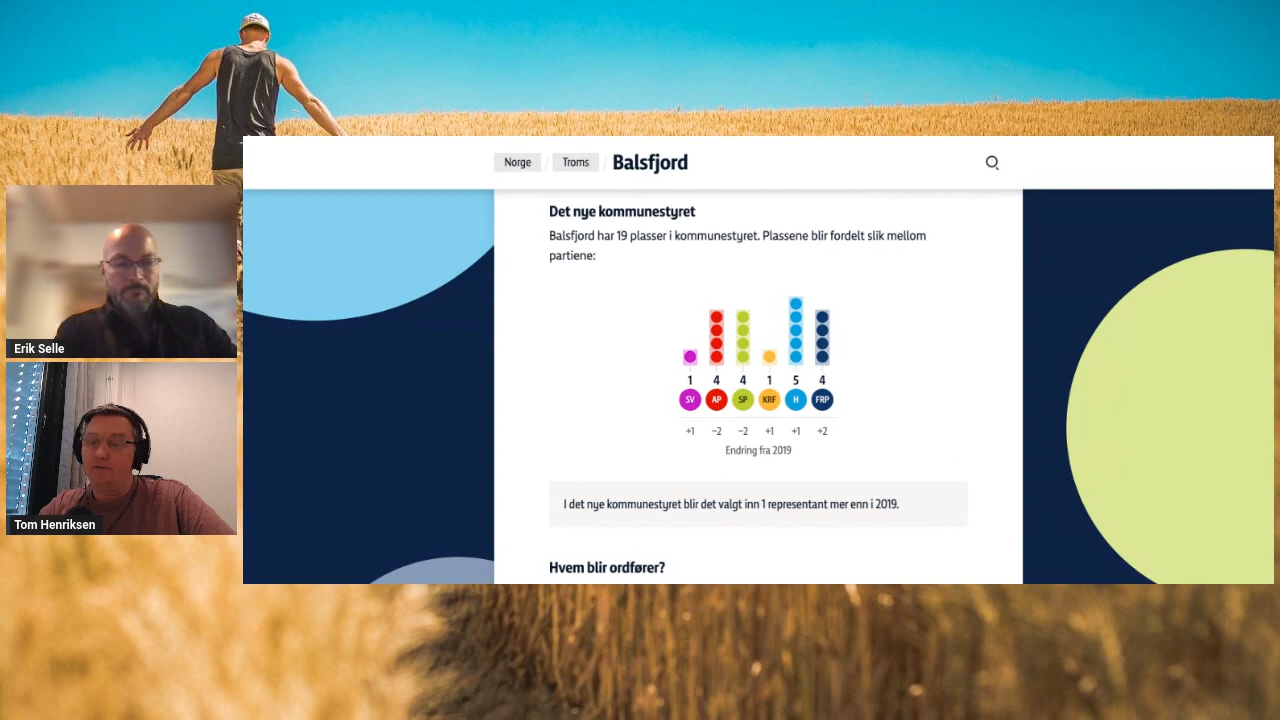 Norge / Troms / Balsfjord
Det nye kommunestyret
Balsfjord har 19 plasser i kommunestyret. Plassene blir fordelt slik mellom
partiene:
1 4 4 1 5 4
SV AP SP KRF H FRP
+1 −2 −2 +1 +1 +2
Endring fra 2019
I det nye kommunestyret blir det valgt inn 1 representant mer enn i 2019.
Hvem blir ordfører?
Erik Selle
Tom Henriksen